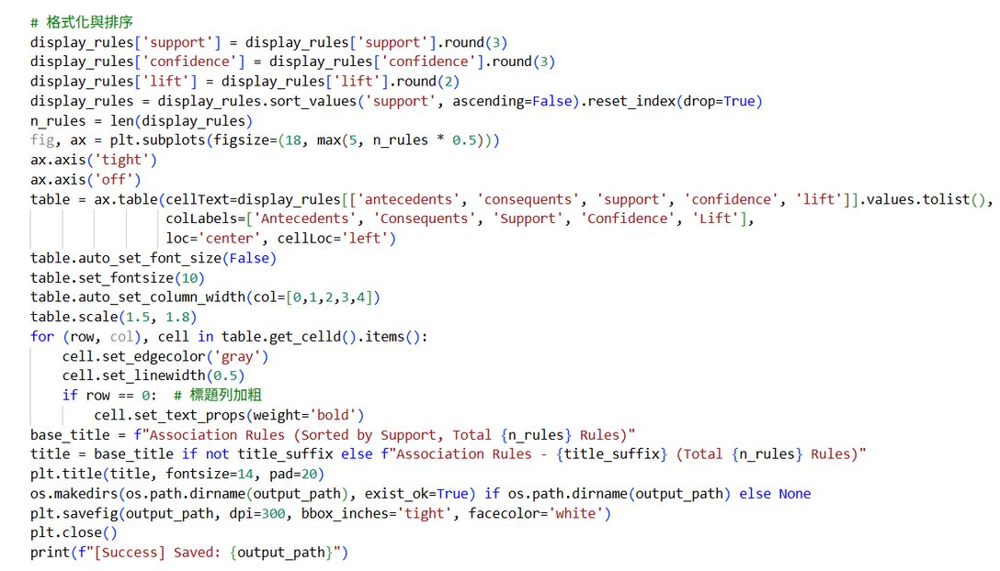 # 格式化與排序
display_rules['support'] = display_rules['support'].round(3)
display_rules['confidence'] = display_rules['confidence'].round(3)
display_rules['lift'] = display_rules['lift'].round(2)
display_rules = display_rules.sort_values('support', ascending=False).reset_index(drop=True)
n_rules = len(display_rules)
fig, ax = plt.subplots(figsize=(18, max(5, n_rules * 0.5)))
ax.axis('tight')
ax.axis('off')
table = ax.table(cellText=display_rules[['antecedents', 'consequents', 'support', 'confidence', 'lift']].values.tolist(),
                 colLabels=['Antecedents', 'Consequents', 'Support', 'Confidence', 'Lift'],
                 loc='center', cellLoc='left')
table.auto_set_font_size(False)
table.set_fontsize(10)
table.auto_set_column_width(col=[0,1,2,3,4])
table.scale(1.5, 1.8)
for (row, col), cell in table.get_celld().items():
    cell.set_edgecolor('gray')
    cell.set_linewidth(0.5)
    if row == 0:  # 標題列加粗
        cell.set_text_props(weight='bold')
base_title = f"Association Rules (Sorted by Support, Total {n_rules} Rules)"
title = base_title if not title_suffix else f"Association Rules - {title_suffix} (Total {n_rules} Rules)"
plt.title(title, fontsize=14, pad=20)
os.makedirs(os.path.dirname(output_path), exist_ok=True) if os.path.dirname(output_path) else None
plt.savefig(output_path, dpi=300, bbox_inches='tight', facecolor='white')
plt.close()
print(f"[Success] Saved: {output_path}")